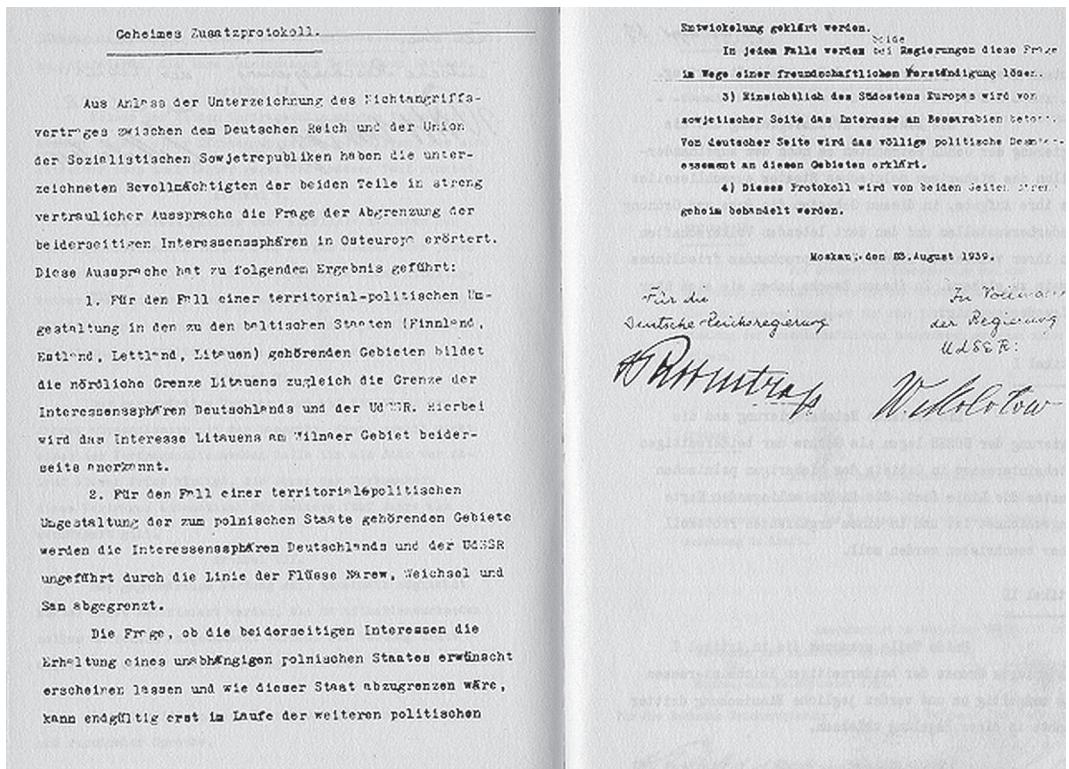 Geheimes Zusatzprotokoll.
Aus Anlass der Unterzeichnung des Nichtangriffs-
vertrages zwischen dem Deutschen Reich und der Union
der Sozialistischen Sowjetrepubliken haben die unter-
zeichneten Bevollmächtigten der beiden Teile in streng
vertraulicher Aussprache die Frage der Abgrenzung der
beiderseitigen Interessenssphären in Osteuropa erörtert.
Diese Aussprache hat zu folgendem Ergebnis geführt:
1. Für den Fall einer territorial-politischen Um-
gestaltung in den zu den baltischen Staaten (Finnland,
Estland, Lettland, Litauen) gehörenden Gebieten bildet
die nördliche Grenze Litauens zugleich die Grenze der
Interessenssphären Deutschlands und der UdSSR. Hierbei
wird das Interesse Litauens am Wilnaer Gebiet beider-
seits anerkannt.
2. Für den Fall einer territorial-politischen
Umgestaltung der zum polnischen Staate gehörenden Gebiete
werden die Interessenssphären Deutschlands und der UdSSR
ungefährt durch die Linie der Flüsse Narew, Weichsel und
San abgegrenzt.
Die Frage, ob die beiderseitigen Interessen die
Erhaltung eines unabhängigen polnischen Staates erwünscht
erscheinen lassen und wie dieser Staat abzugrenzen wäre,
kann endgültig erst im Laufe der weiteren politischen
Entwickelung geklärt werden.
beide
In jedem Falle werden bei Regierungen diese Frage
im Wege einer freundschaftlichen Verständigung lösen.
3) Hinsichtlich des Südostens Europas wird von
sowjetischer Seite das Interesse an Bessarabien betont.
Von deutscher Seite wird das völlige politische Desinte-
essement an diesen Gebieten erklärt.
4) Dieses Protokoll wird von beiden Seiten streng
geheim behandelt werden.
Moskau, den 23. August 1939.
Für die
Deutsche Reichsregierung
Ribbentrop
In Vollmacht
der Regierung
UdSSR:
W. Molotow